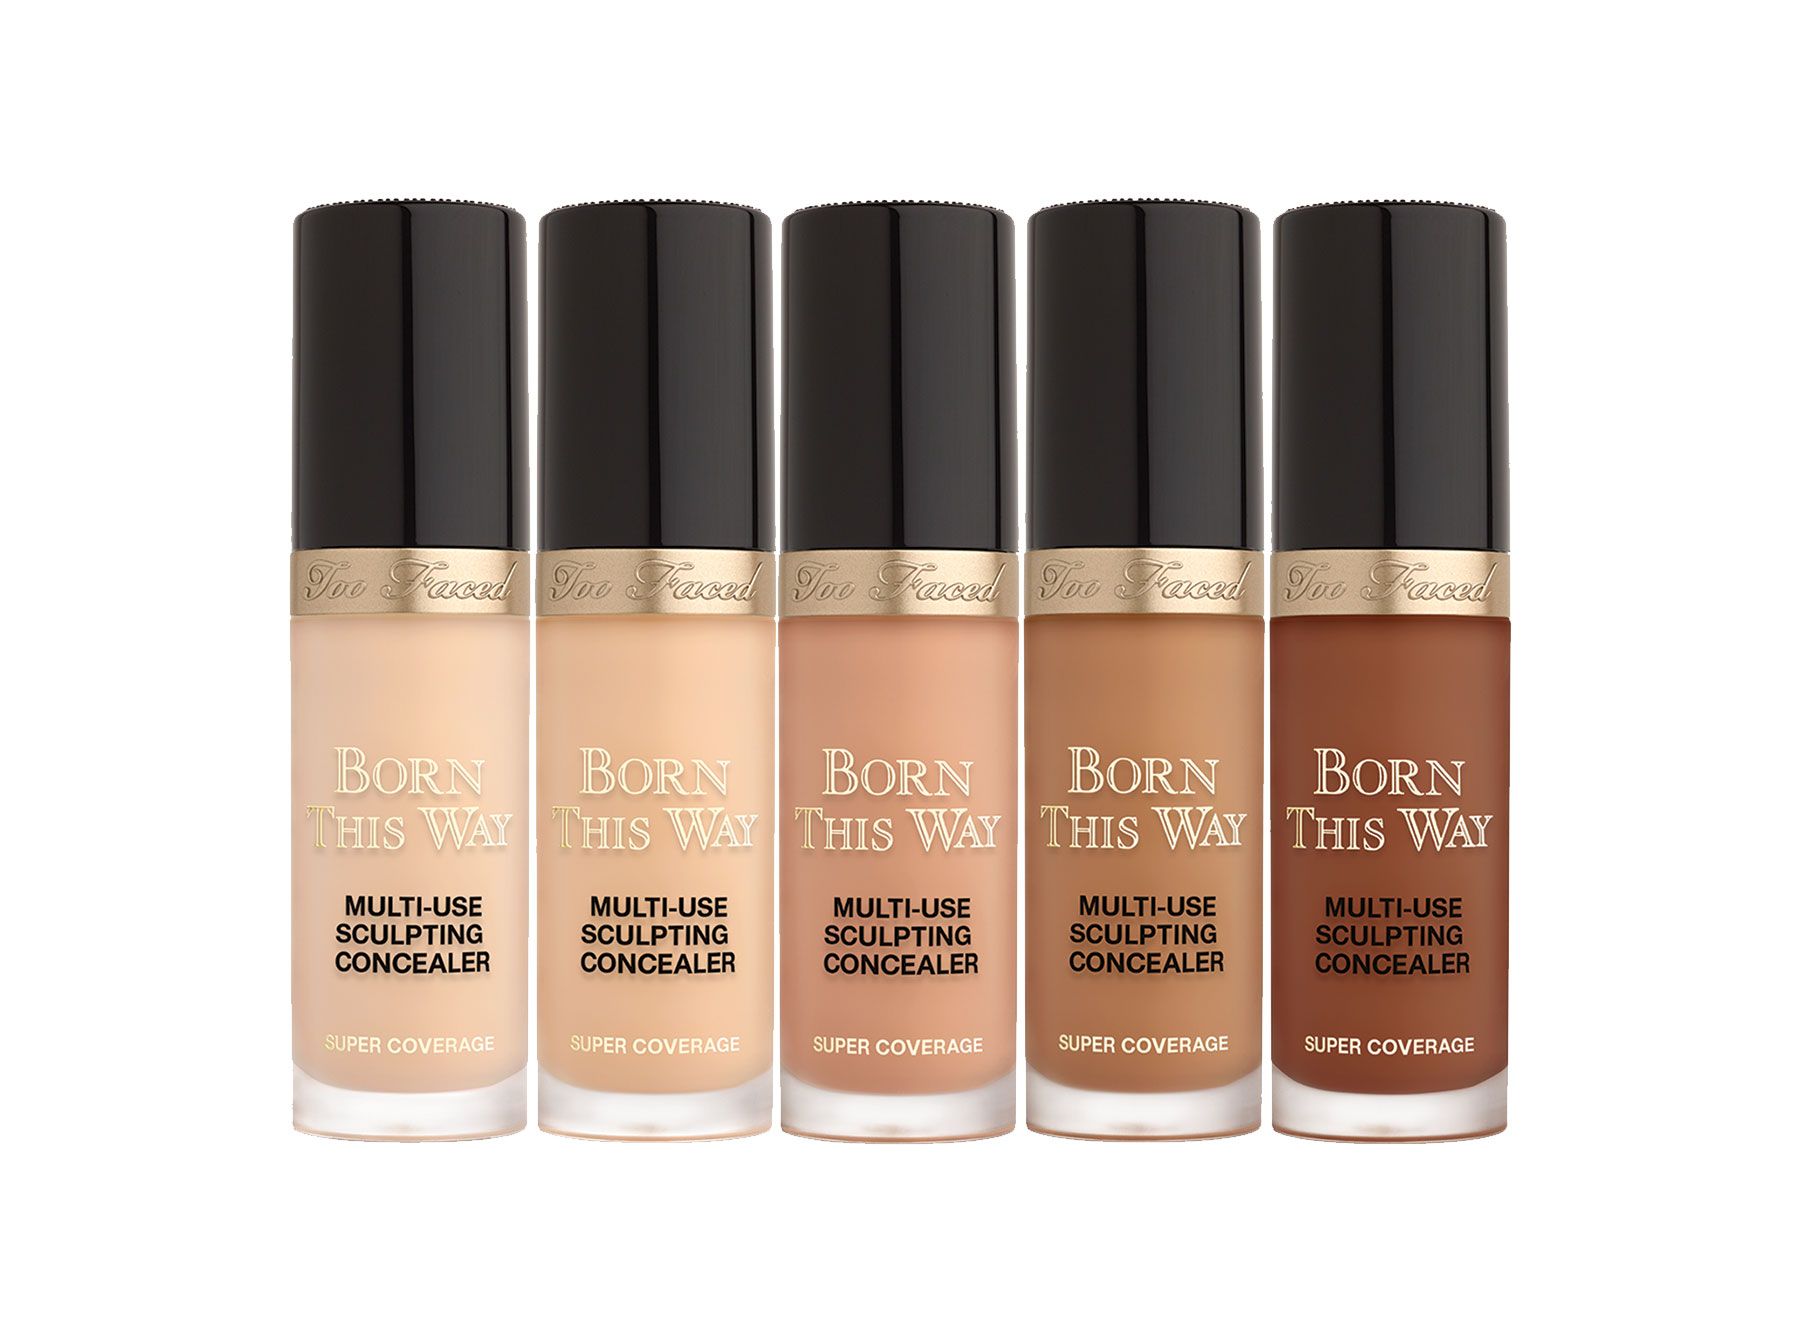 Too Faced
BORN
THIS WAY
MULTI-USE
SCULPTING
CONCEALER
SUPER COVERAGE
Too Faced
BORN
THIS WAY
MULTI-USE
SCULPTING
CONCEALER
SUPER COVERAGE
Too Faced
BORN
THIS WAY
MULTI-USE
SCULPTING
CONCEALER
SUPER COVERAGE
Too Faced
BORN
THIS WAY
MULTI-USE
SCULPTING
CONCEALER
SUPER COVERAGE
Too Faced
BORN
THIS WAY
MULTI-USE
SCULPTING
CONCEALER
SUPER COVERAGE